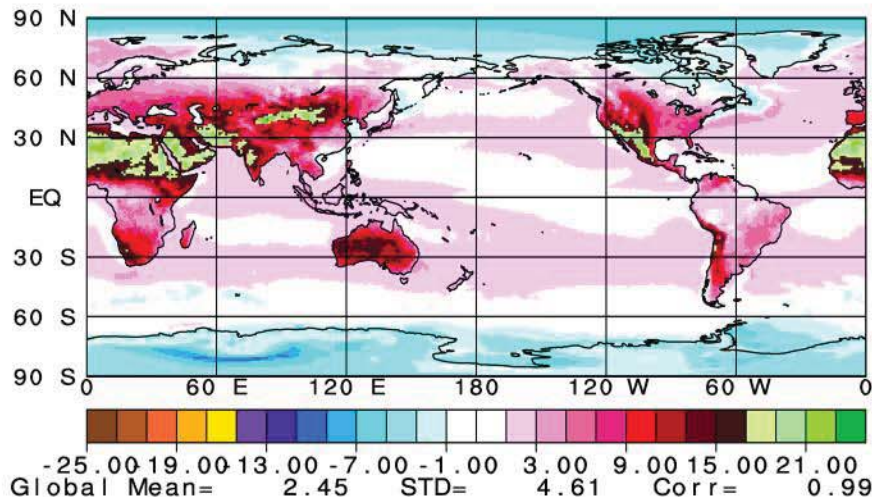 90 N
60 N
30 N
EQ
30 S
60 S
90 S
0 60 E 120 E 180 120 W 60 W 0
-25.00 -19.00 -13.00 -7.00 -1.00 3.00 9.00 15.00 21.00
Global Mean= 2.45 STD= 4.61 Corr= 0.99